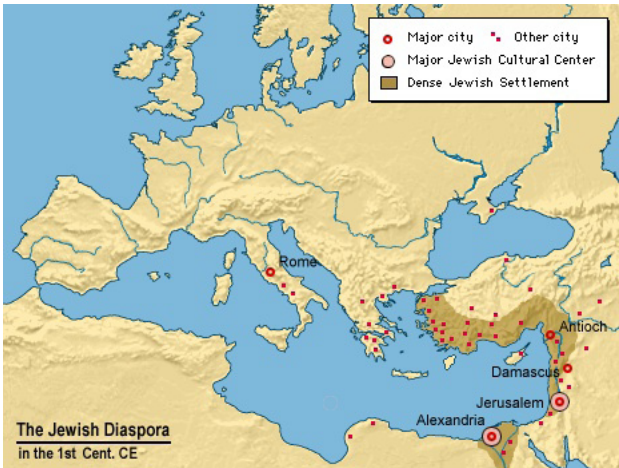 Major city Other city
Major Jewish Cultural Center
Dense Jewish Settlement
Rome
Antioch
Damascus
Jerusalem
Alexandria
The Jewish Diaspora
in the 1st Cent. CE